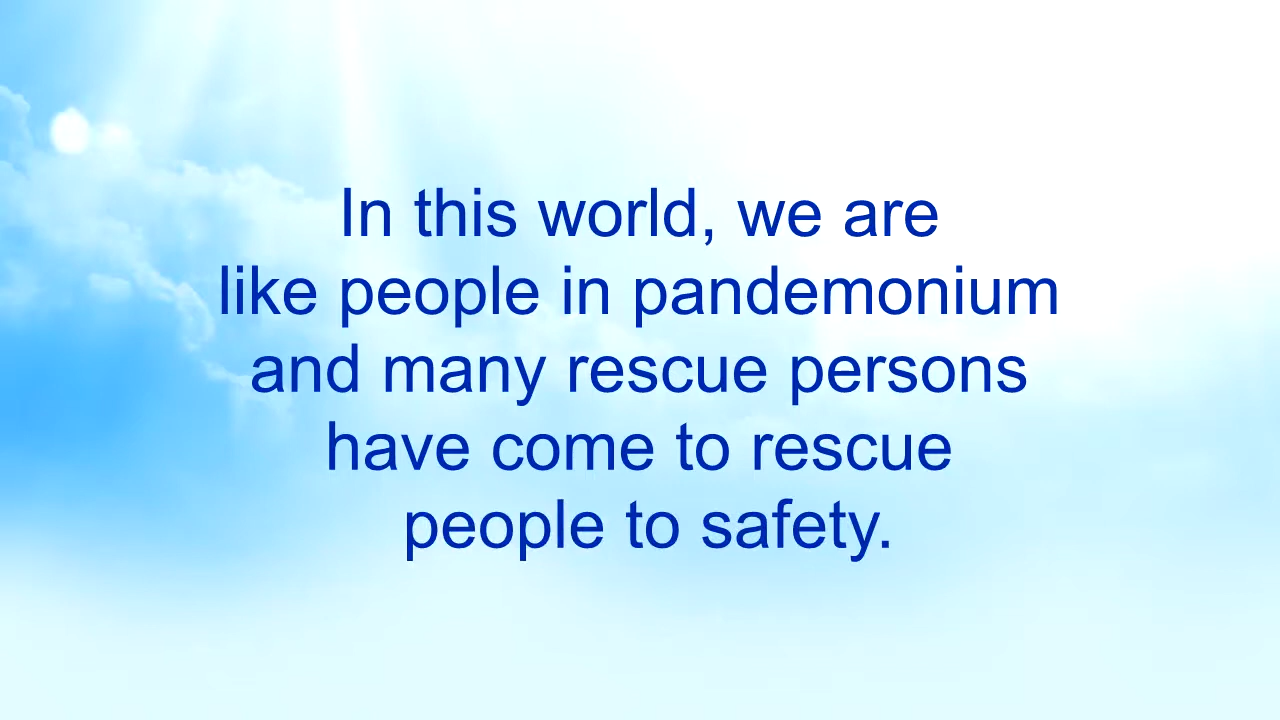 In this world, we are
like people in pandemonium
and many rescue persons
have come to rescue
people to safety.